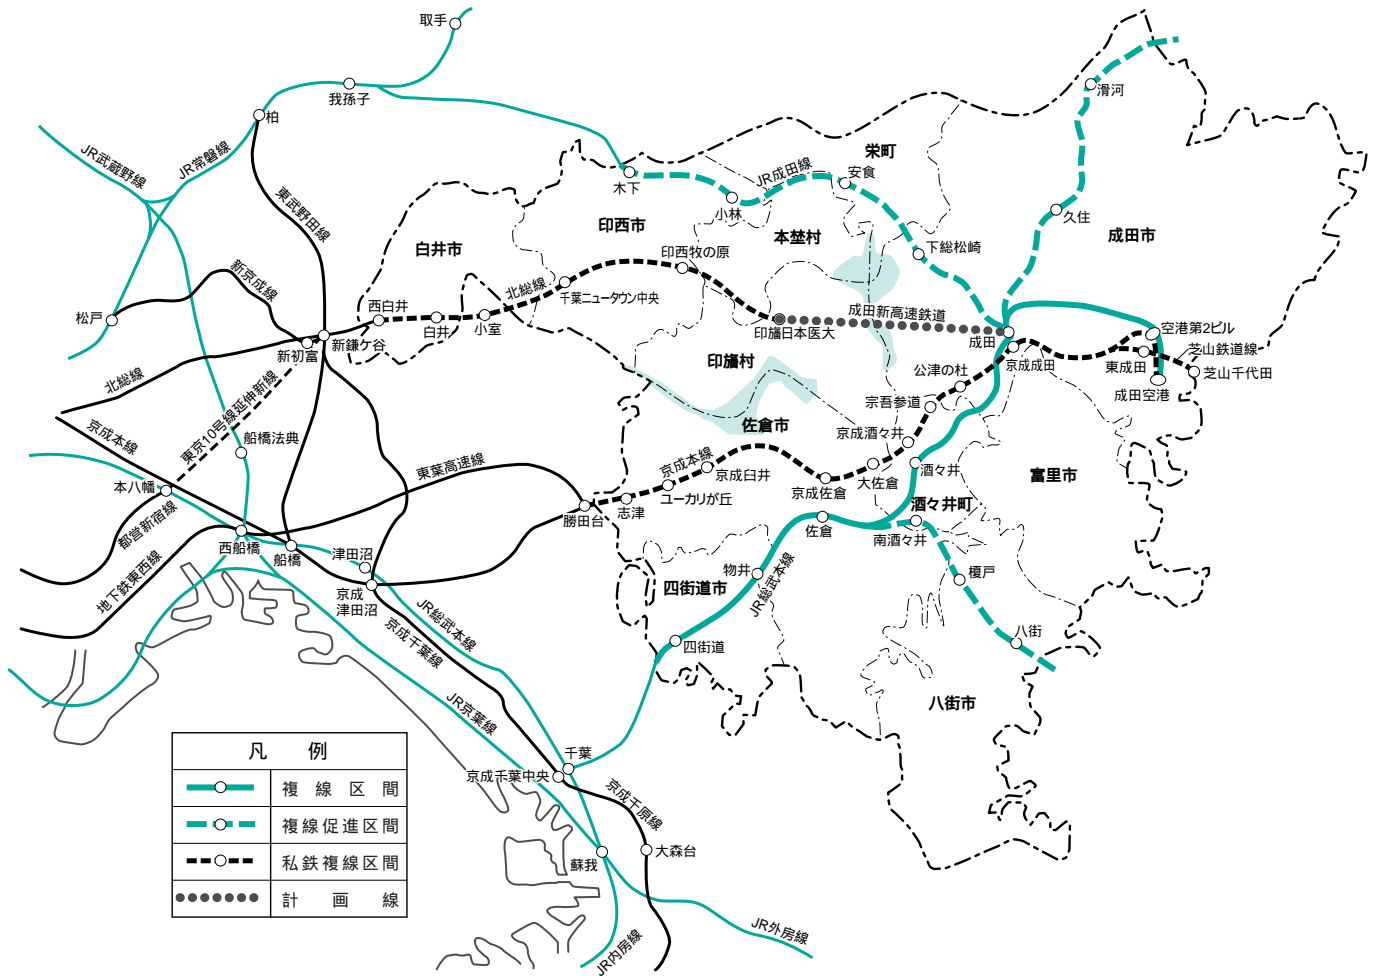 取手
我孫子
柏
滑河
JR武蔵野線
JR常磐線
東武野田線
栄町
JR成田線
安食
木下
小林
久住
印西市
本埜村
成田市
白井市
印西牧の原
下総松崎
新京成線
北総線
千葉ニュータウン中央
西白井
白井
小室
成田新高速鉄道
印旛日本医大
成田
空港第2ビル
芝山鉄道線
松戸
新初富
新鎌ケ谷
京成成田
東成田
芝山千代田
成田空港
印旛村
公津の杜
宗吾参道
北総線
東京10号線延伸新線
京成本線
船橋法典
佐倉市
京成酒々井
東葉高速線
京成本線
京成臼井
酒々井
富里市
本八幡
ユーカリが丘
京成佐倉
大佐倉
志津
勝田台
酒々井町
都営新宿線
西船橋
船橋
津田沼
佐倉
南酒々井
地下鉄東西線
京成
津田沼
物井
JR総武本線
榎戸
四街道市
JR総武本線
京成千葉線
四街道
八街
JR京葉線
八街市
千葉
京成千葉中央
京成千原線
蘇我
大森台
JR外房線
JR内房線
凡 例
複線区間
複線促進区間
私鉄複線区間
計画線